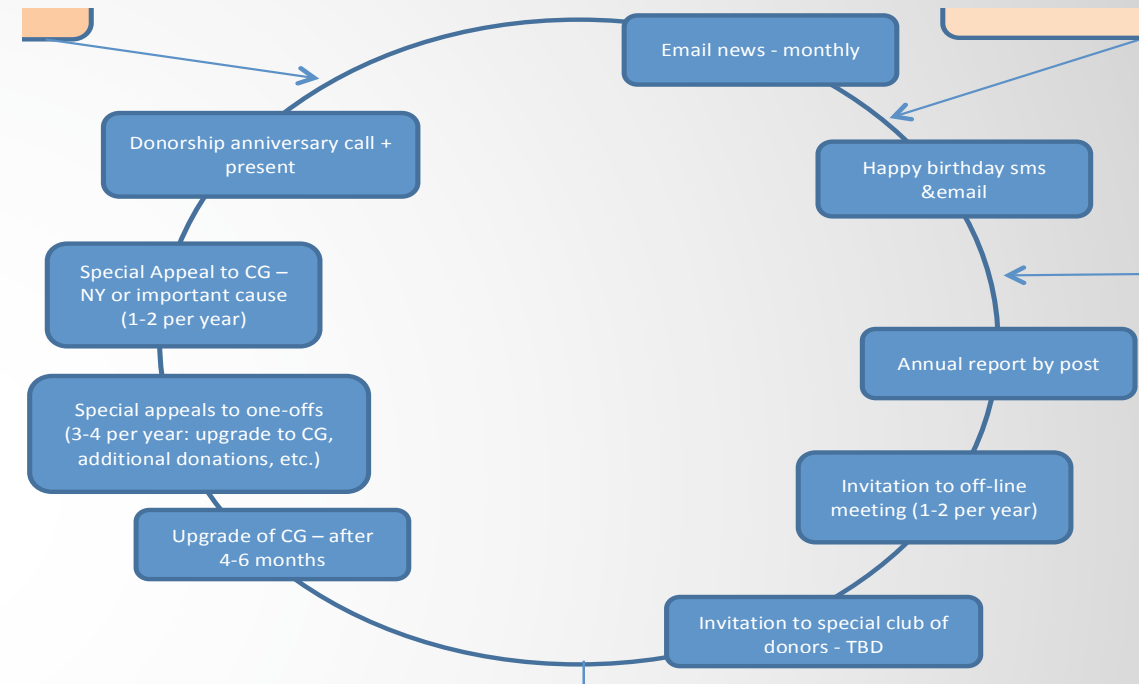 Email news - monthly
Happy birthday sms
&email
Annual report by post
Invitation to off-line
meeting (1-2 per year)
Invitation to special club of
donors - TBD
Upgrade of CG – after
4-6 months
Special appeals to one-offs
(3-4 per year: upgrade to CG,
additional donations, etc.)
Special Appeal to CG –
NY or important cause
(1-2 per year)
Donorship anniversary call +
present